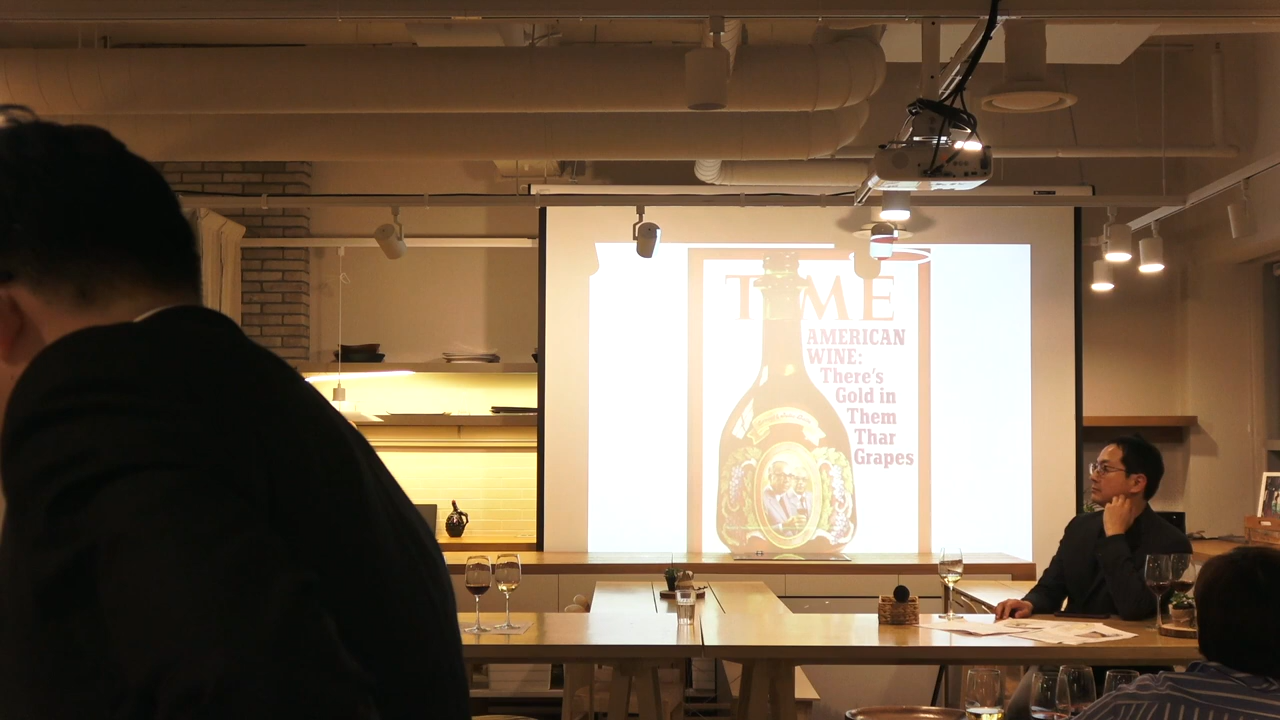 TIME
AMERICAN
WINE:
There's
Gold in
Them
Thar
Grapes